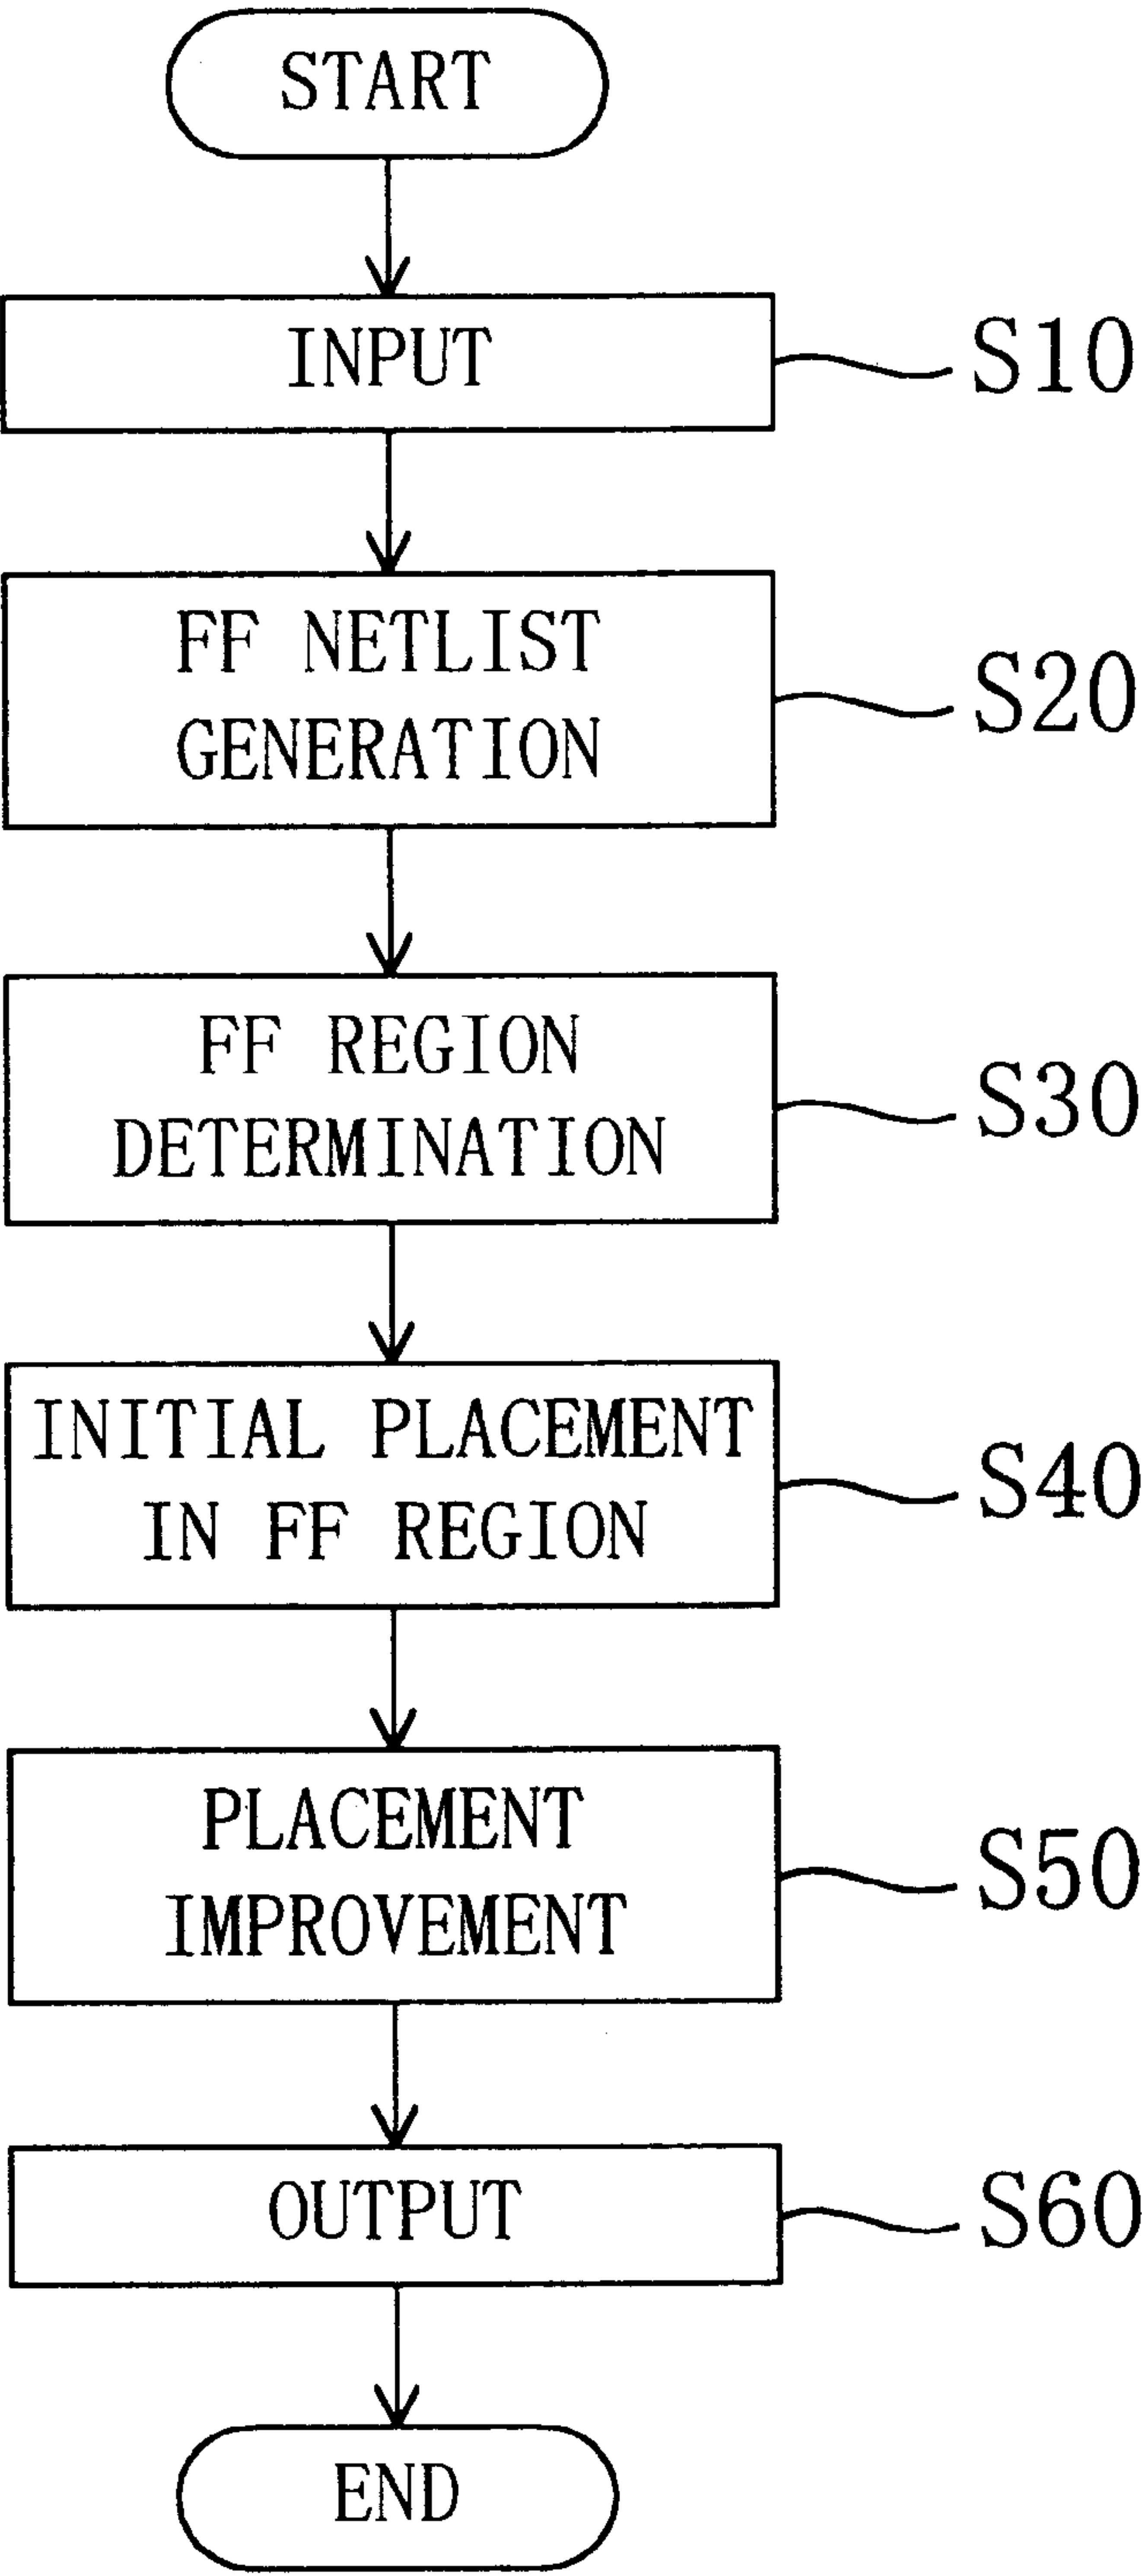 START
INPUT
S10
FF NETLIST
GENERATION
S20
FF REGION
DETERMINATION
S30
INITIAL PLACEMENT
IN FF REGION
S40
PLACEMENT
IMPROVEMENT
S50
OUTPUT
S60
END